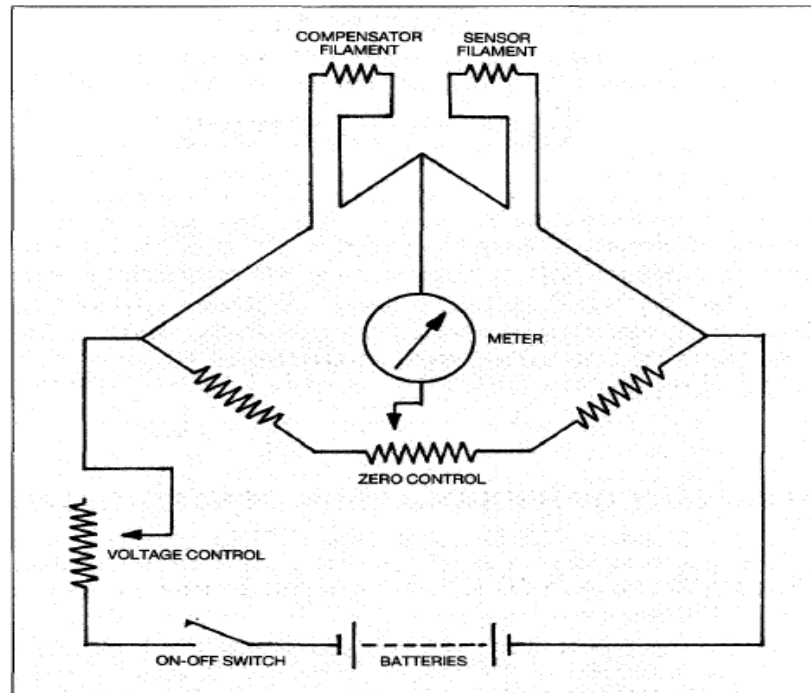 COMPENSATOR
FILAMENT
SENSOR
FILAMENT
METER
ZERO CONTROL
VOLTAGE CONTROL
ON-OFF SWITCH
BATTERIES